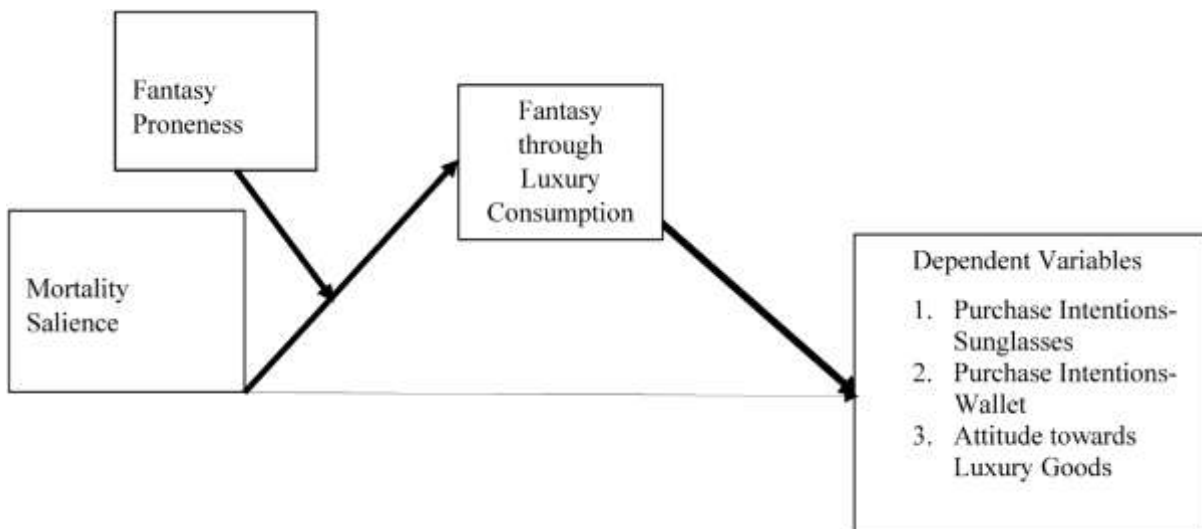 Fantasy
Proneness
Fantasy
through
Luxury
Consumption
Mortality
Salience
Dependent Variables
1. Purchase Intentions-
Sunglasses
2. Purchase Intentions-
Wallet
3. Attitude towards
Luxury Goods